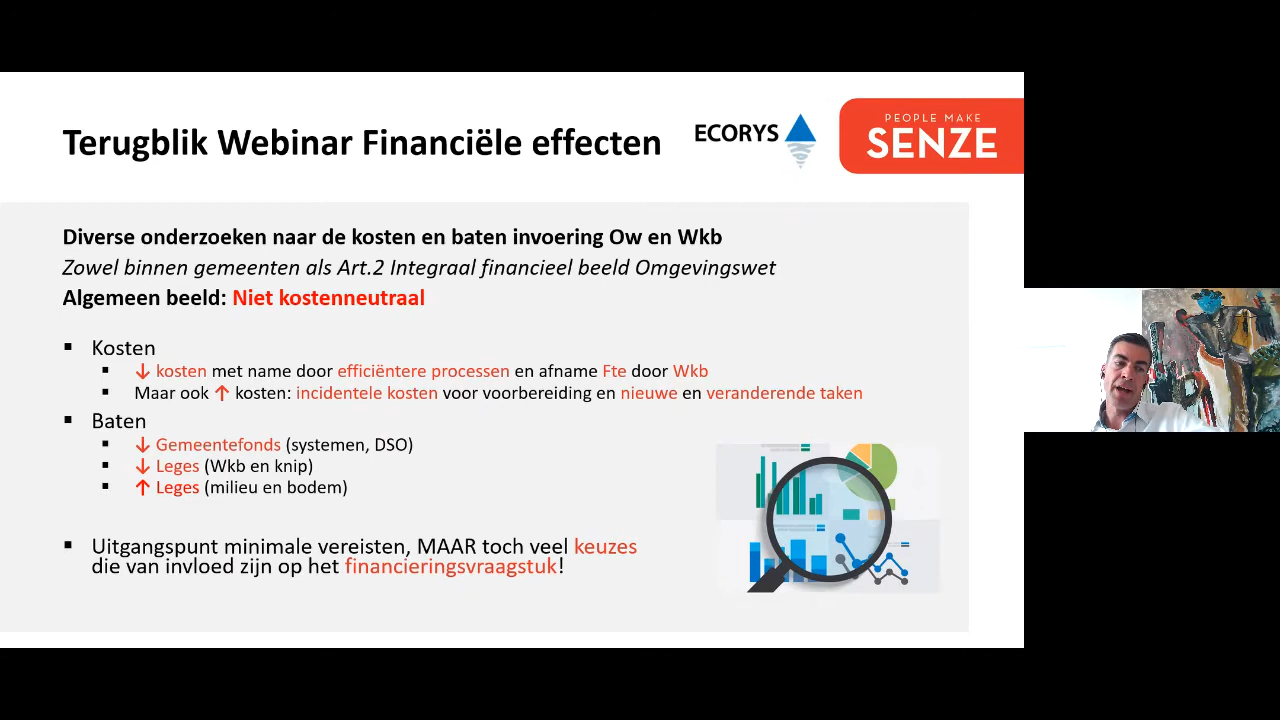 Terugblik Webinar Financiële effecten
ECORYS
PEOPLE MAKE
SENZE
Diverse onderzoeken naar de kosten en baten invoering Ow en Wkb
Zowel binnen gemeenten als Art.2 Integraal financieel beeld Omgevingswet
Algemeen beeld: Niet kostenneutraal
▪ Kosten
▪ ↓ kosten met name door efficiëntere processen en afname Fte door Wkb
▪ Maar ook ↑ kosten: incidentele kosten voor voorbereiding en nieuwe en veranderende taken
▪ Baten
▪ ↓ Gemeentefonds (systemen, DSO)
▪ ↓ Leges (Wkb en knip)
▪ ↑ Leges (milieu en bodem)
▪ Uitgangspunt minimale vereisten, MAAR toch veel keuzes
die van invloed zijn op het financieringsvraagstuk!